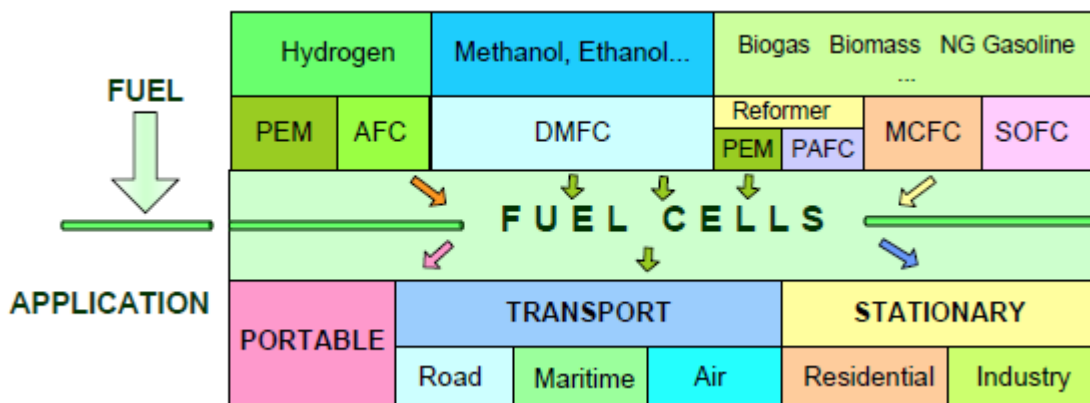 Hydrogen
Methanol, Ethanol...
Biogas Biomass NG Gasoline
...
FUEL
PEM
AFC
DMFC
Reformer
PEM
PAFC
MCFC
SOFC
FUEL CELLS
APPLICATION
PORTABLE
TRANSPORT
STATIONARY
Road
Maritime
Air
Residential
Industry